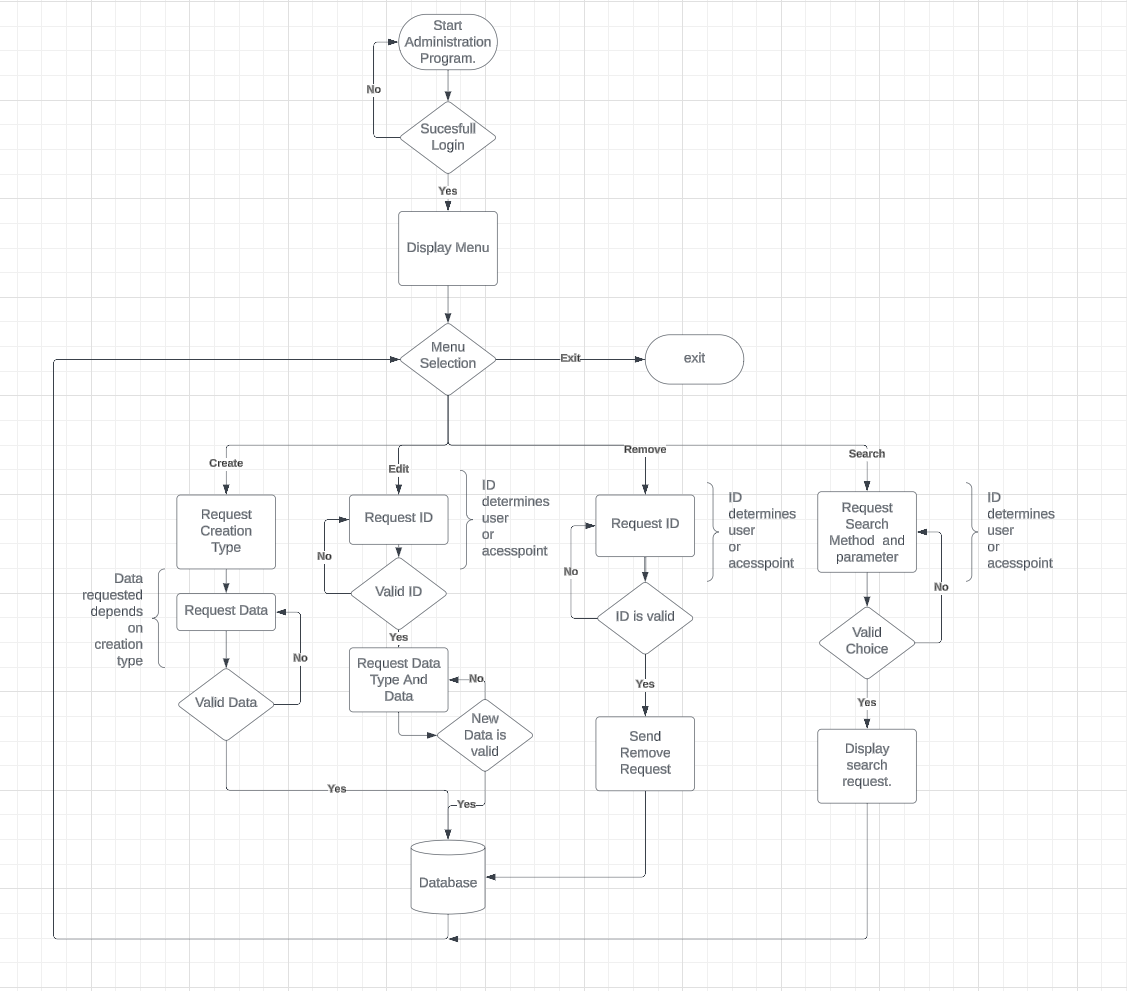 Start
Administration
Program.
No
Sucesfull
Login
Yes
Display Menu
Menu
Selection
Exit
exit
Create
Edit
Remove
Search
Request
Creation
Type
Data
requested
depends
on
creation
type
Request Data
No
Valid Data
Yes
Request ID
ID
determines
user
or
acesspoint
No
Valid ID
Yes
Request Data
Type And
Data
No
New
Data is
valid
Yes
Request ID
ID
determines
user
or
acesspoint
No
ID is valid
Yes
Send
Remove
Request
Request
Search
Method and
parameter
ID
determines
user
or
acesspoint
No
Valid
Choice
Yes
Display
search
request.
Database